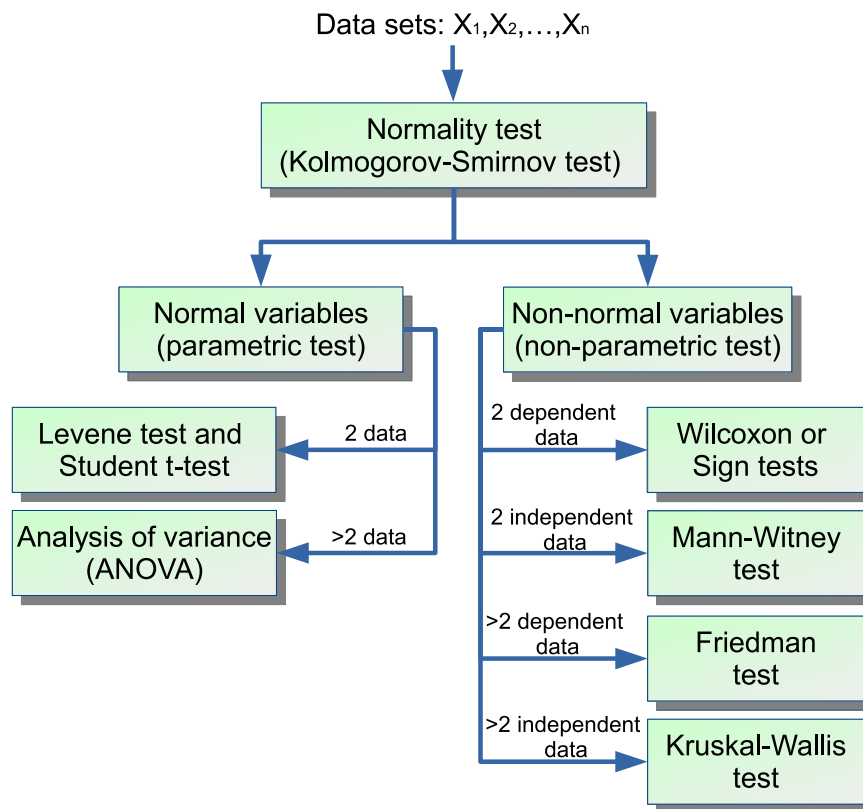 Data sets: X₁,X₂,...,Xₙ
Normality test
(Kolmogorov-Smirnov test)
Normal variables
(parametric test)
Non-normal variables
(non-parametric test)
2 data
Levene test and
Student t-test
>2 data
Analysis of variance
(ANOVA)
2 dependent
data
Wilcoxon or
Sign tests
2 independent
data
Mann-Witney
test
>2 dependent
data
Friedman
test
>2 independent
data
Kruskal-Wallis
test